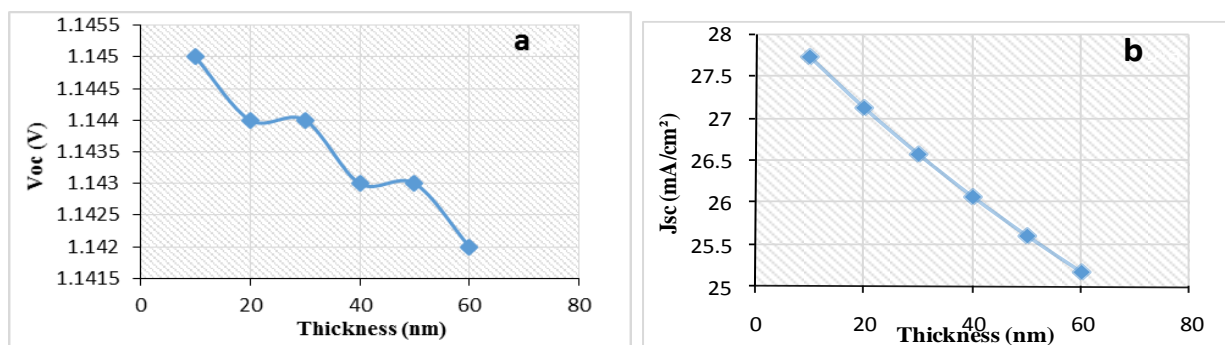 a
1.1455
1.145
1.1445
1.144
1.1435
1.143
1.1425
1.142
1.1415
Voc (V)
0 20 40 60 80
Thickness (nm)
b
28
27.5
27
26.5
26
25.5
25
Jsc (mA/cm²)
0 20 40 60 80
Thickness (nm)